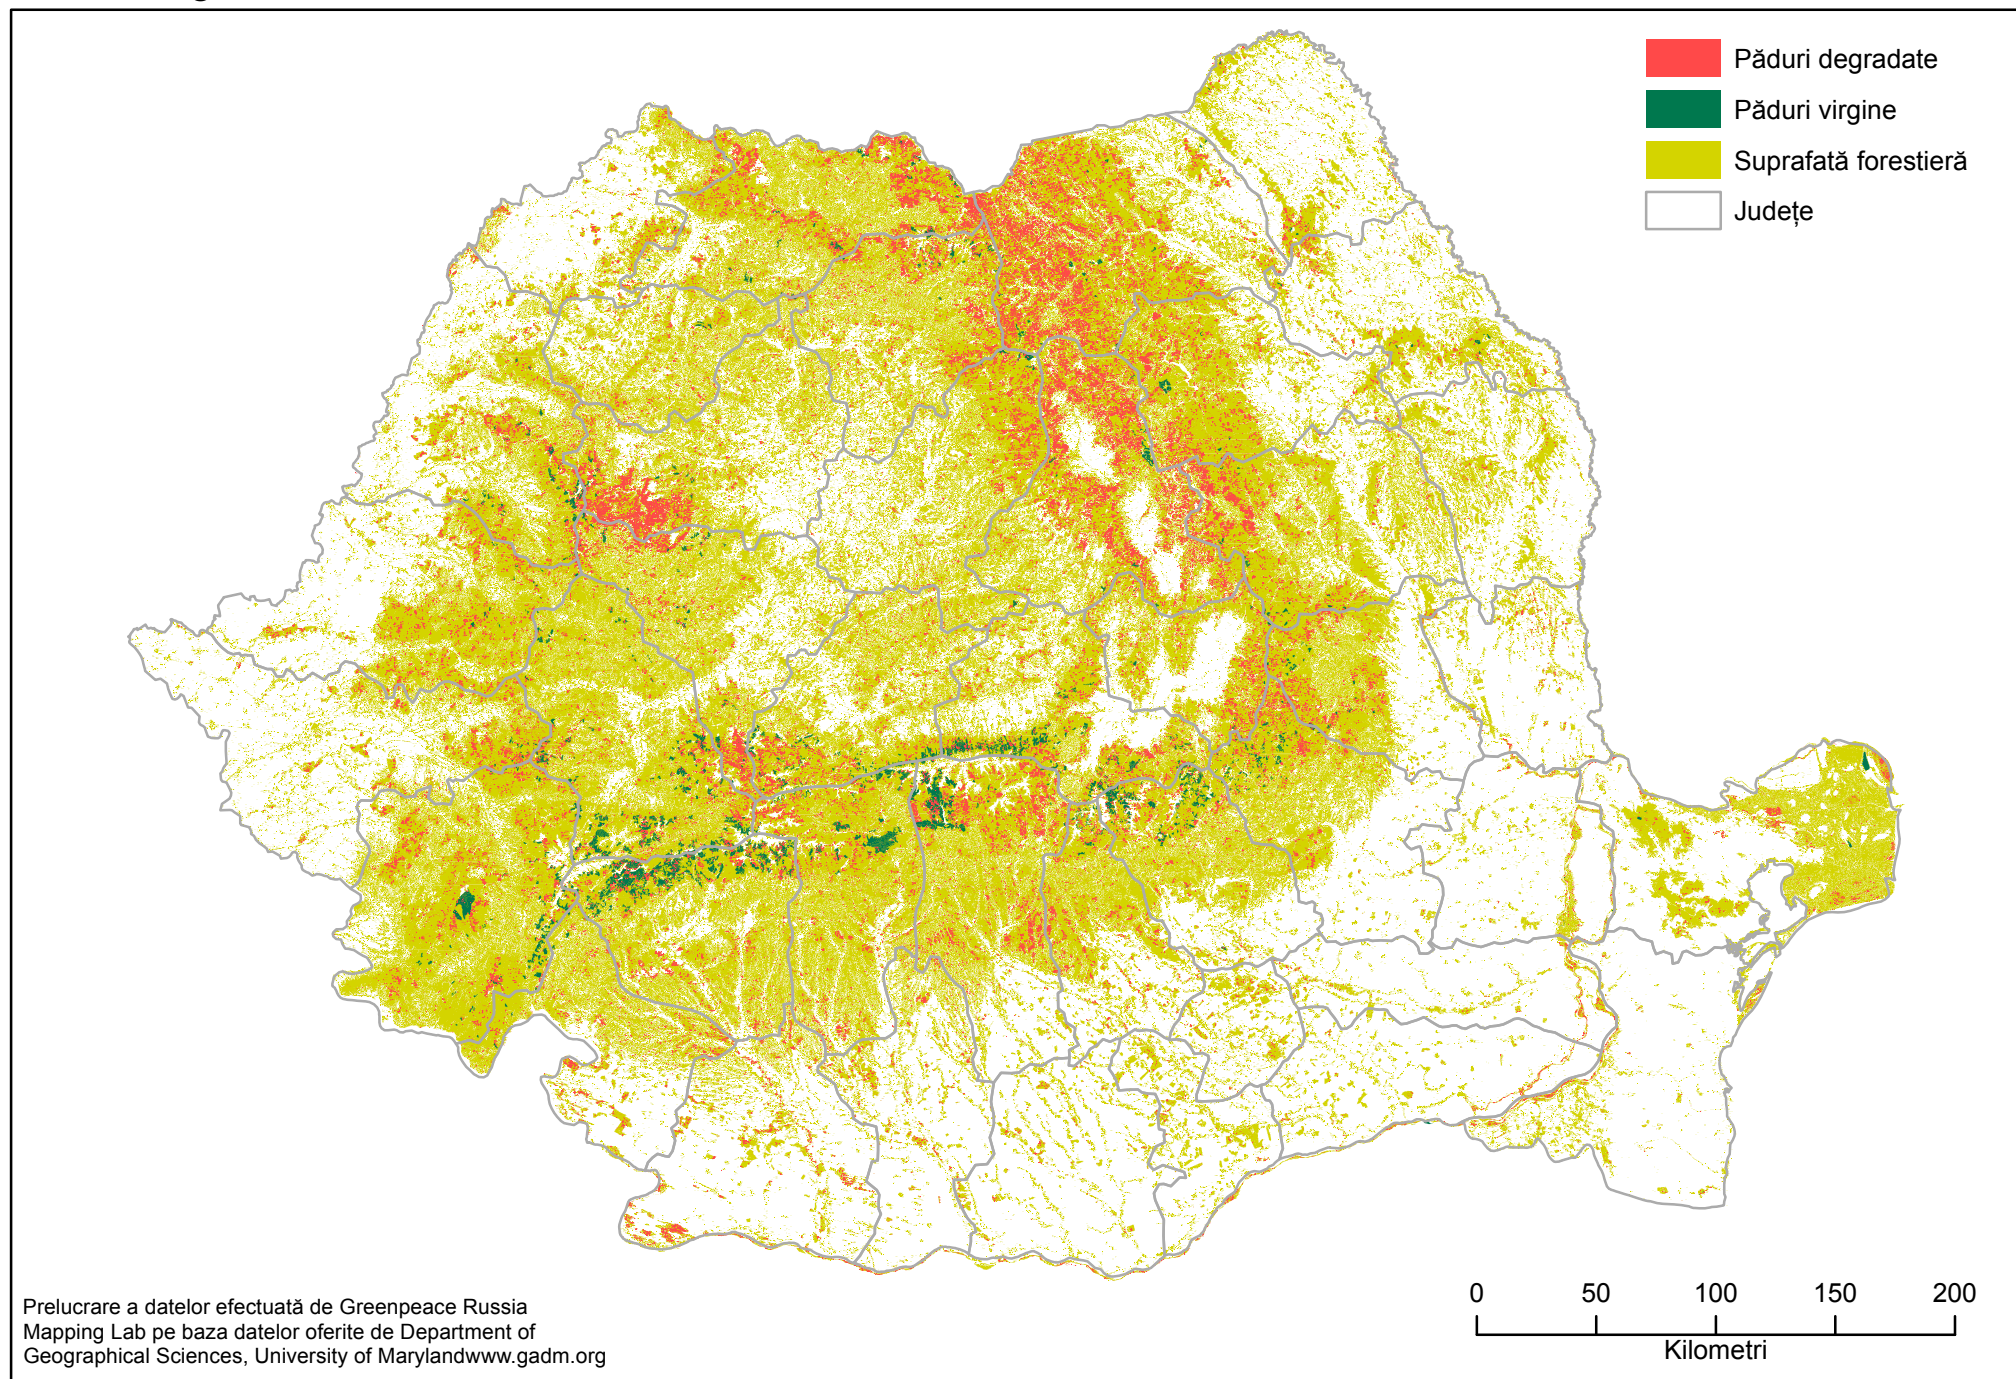 Păduri degradate
Păduri virgine
Suprafată forestieră
Județe
0 50 100 150 200
Kilometri
Prelucrare a datelor efectuată de Greenpeace Russia
Mapping Lab pe baza datelor oferite de Department of
Geographical Sciences, University of Marylandwww.gadm.org